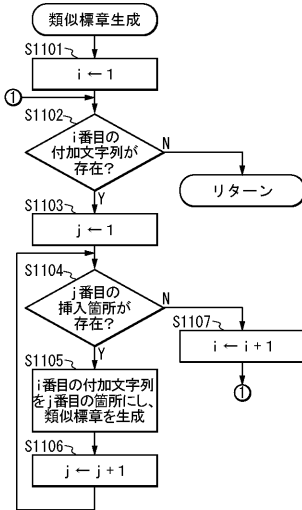 類似標章生成
S1101
i ← 1
①
S1102
i番目の
付加文字列が
存在?
N
Y
リターン
S1103
j ← 1
S1104
j番目の
挿入箇所が
存在?
N
Y
S1107
i ← i + 1
①
S1105
i番目の付加文字列
をj番目の箇所にし、
類似標章を生成
S1106
j ← j + 1